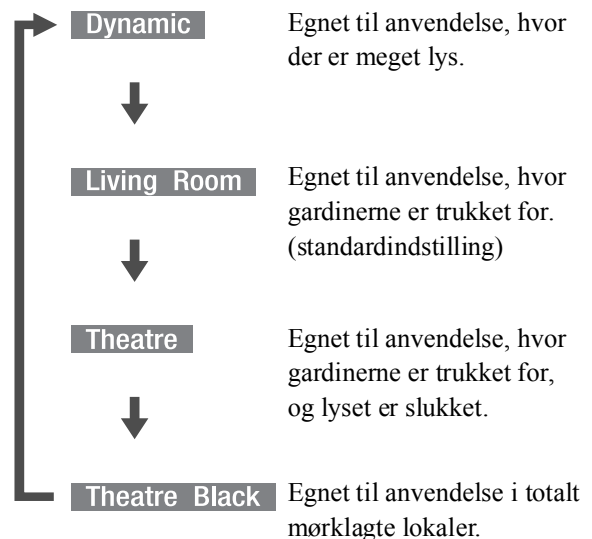 Dynamic
Egnet til anvendelse, hvor
der er meget lys.
Living Room
Egnet til anvendelse, hvor
gardinerne er trukket for.
(standardindstilling)
Theatre
Egnet til anvendelse, hvor
gardinerne er trukket for,
og lyset er slukket.
Theatre Black
Egnet til anvendelse i totalt
mørklagte lokaler.